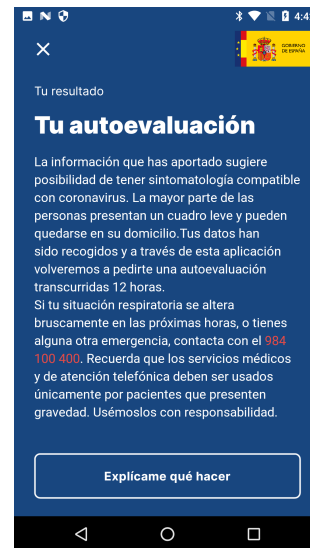 4:4
GOBIERNO
DE ESPAÑA
Tu resultado
Tu autoevaluación
La información que has aportado sugiere
posibilidad de tener sintomatología compatible
con coronavirus. La mayor parte de las
personas presentan un cuadro leve y pueden
quedarse en su domicilio.Tus datos han
sido recogidos y a través de esta aplicación
volveremos a pedirte una autoevaluación
transcurridas 12 horas.
Si tu situación respiratoria se altera
bruscamente en las próximas horas, o tienes
alguna otra emergencia, contacta con el 984
100 400. Recuerda que los servicios médicos
y de atención telefónica deben ser usados
únicamente por pacientes que presenten
gravedad. Usémoslos con responsabilidad.
Explícame qué hacer